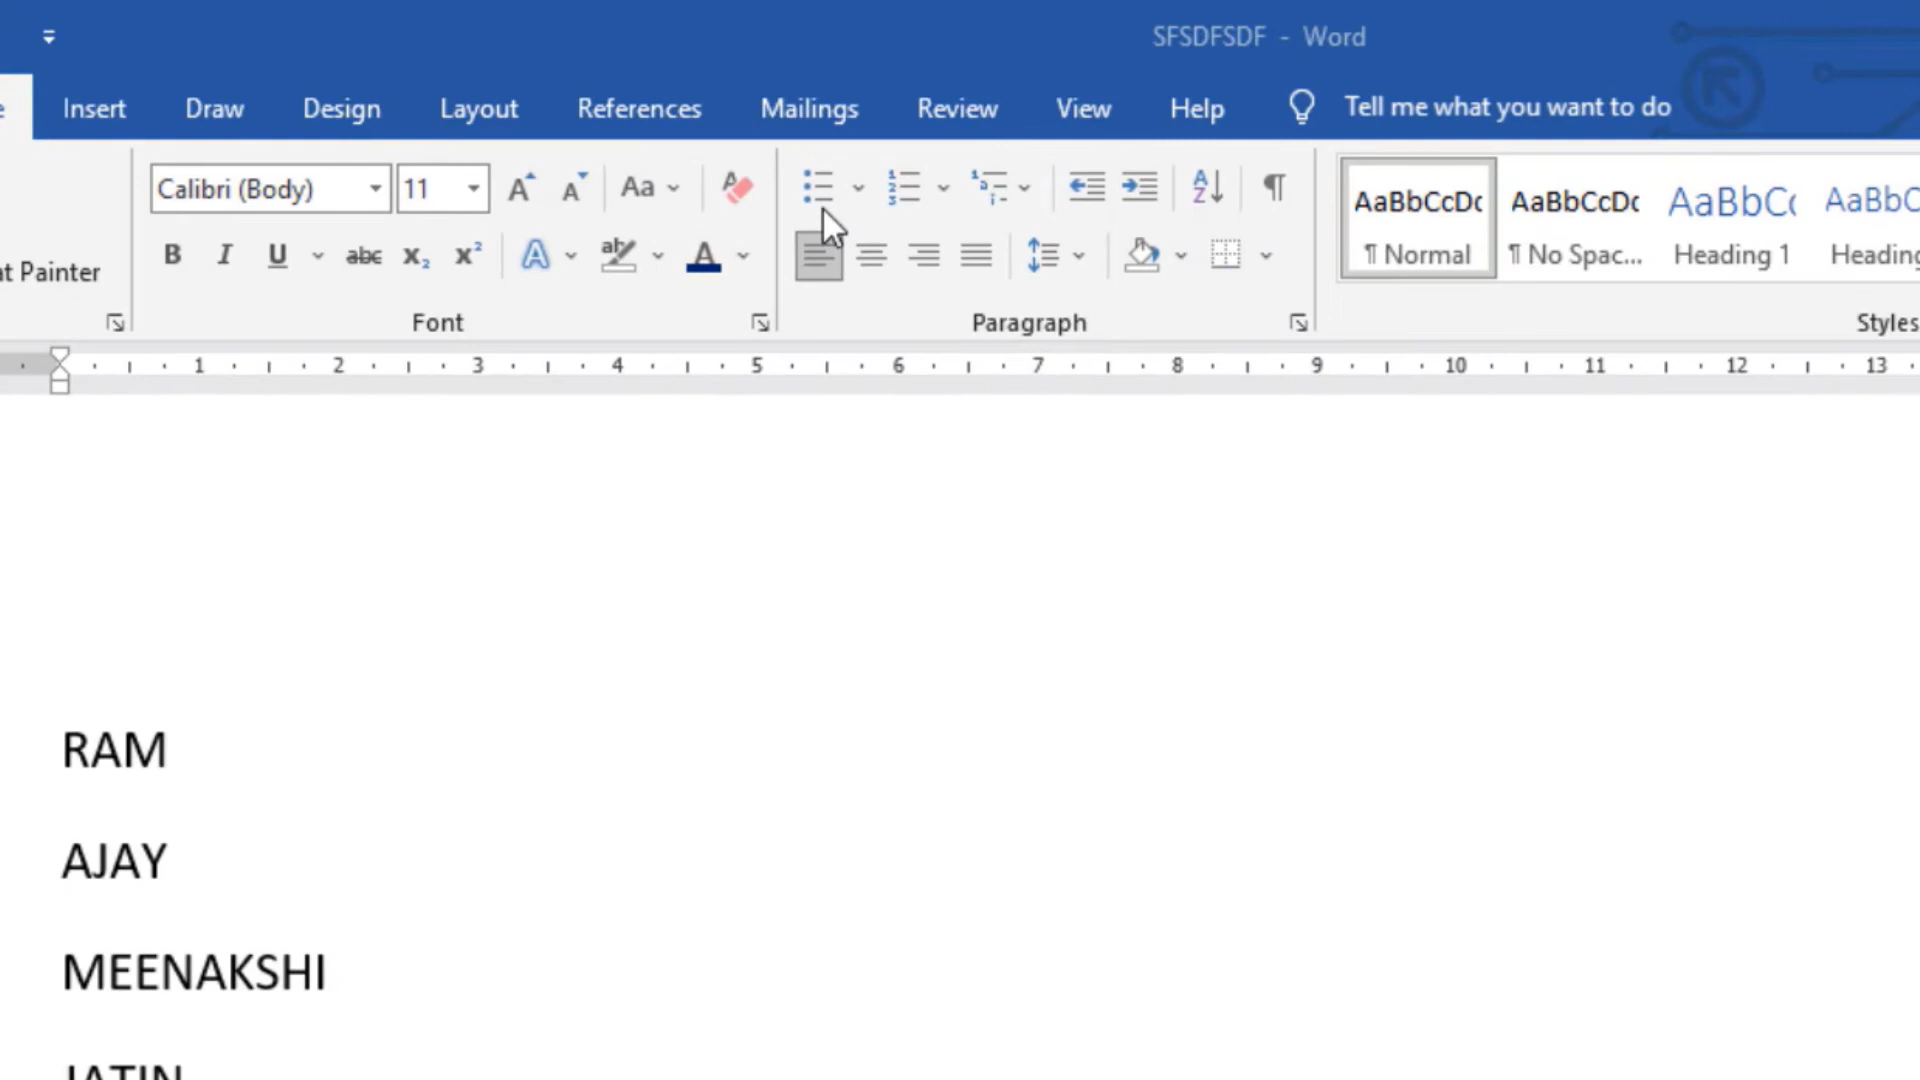 SFSDFSDF - Word
Insert Draw Design Layout References Mailings Review View Help Tell me what you want to do
Calibri (Body) 11 Aa
B I U abc X₂ X² A ab A
Painter
Font Paragraph Styles
AaBbCcDc AaBbCcDc AaBbC AaBbC
¶ Normal ¶ No Spac... Heading 1 Heading
1 2 3 4 5 6 7 8 9 10 11 12 13
RAM
AJAY
MEENAKSHI
JATIN